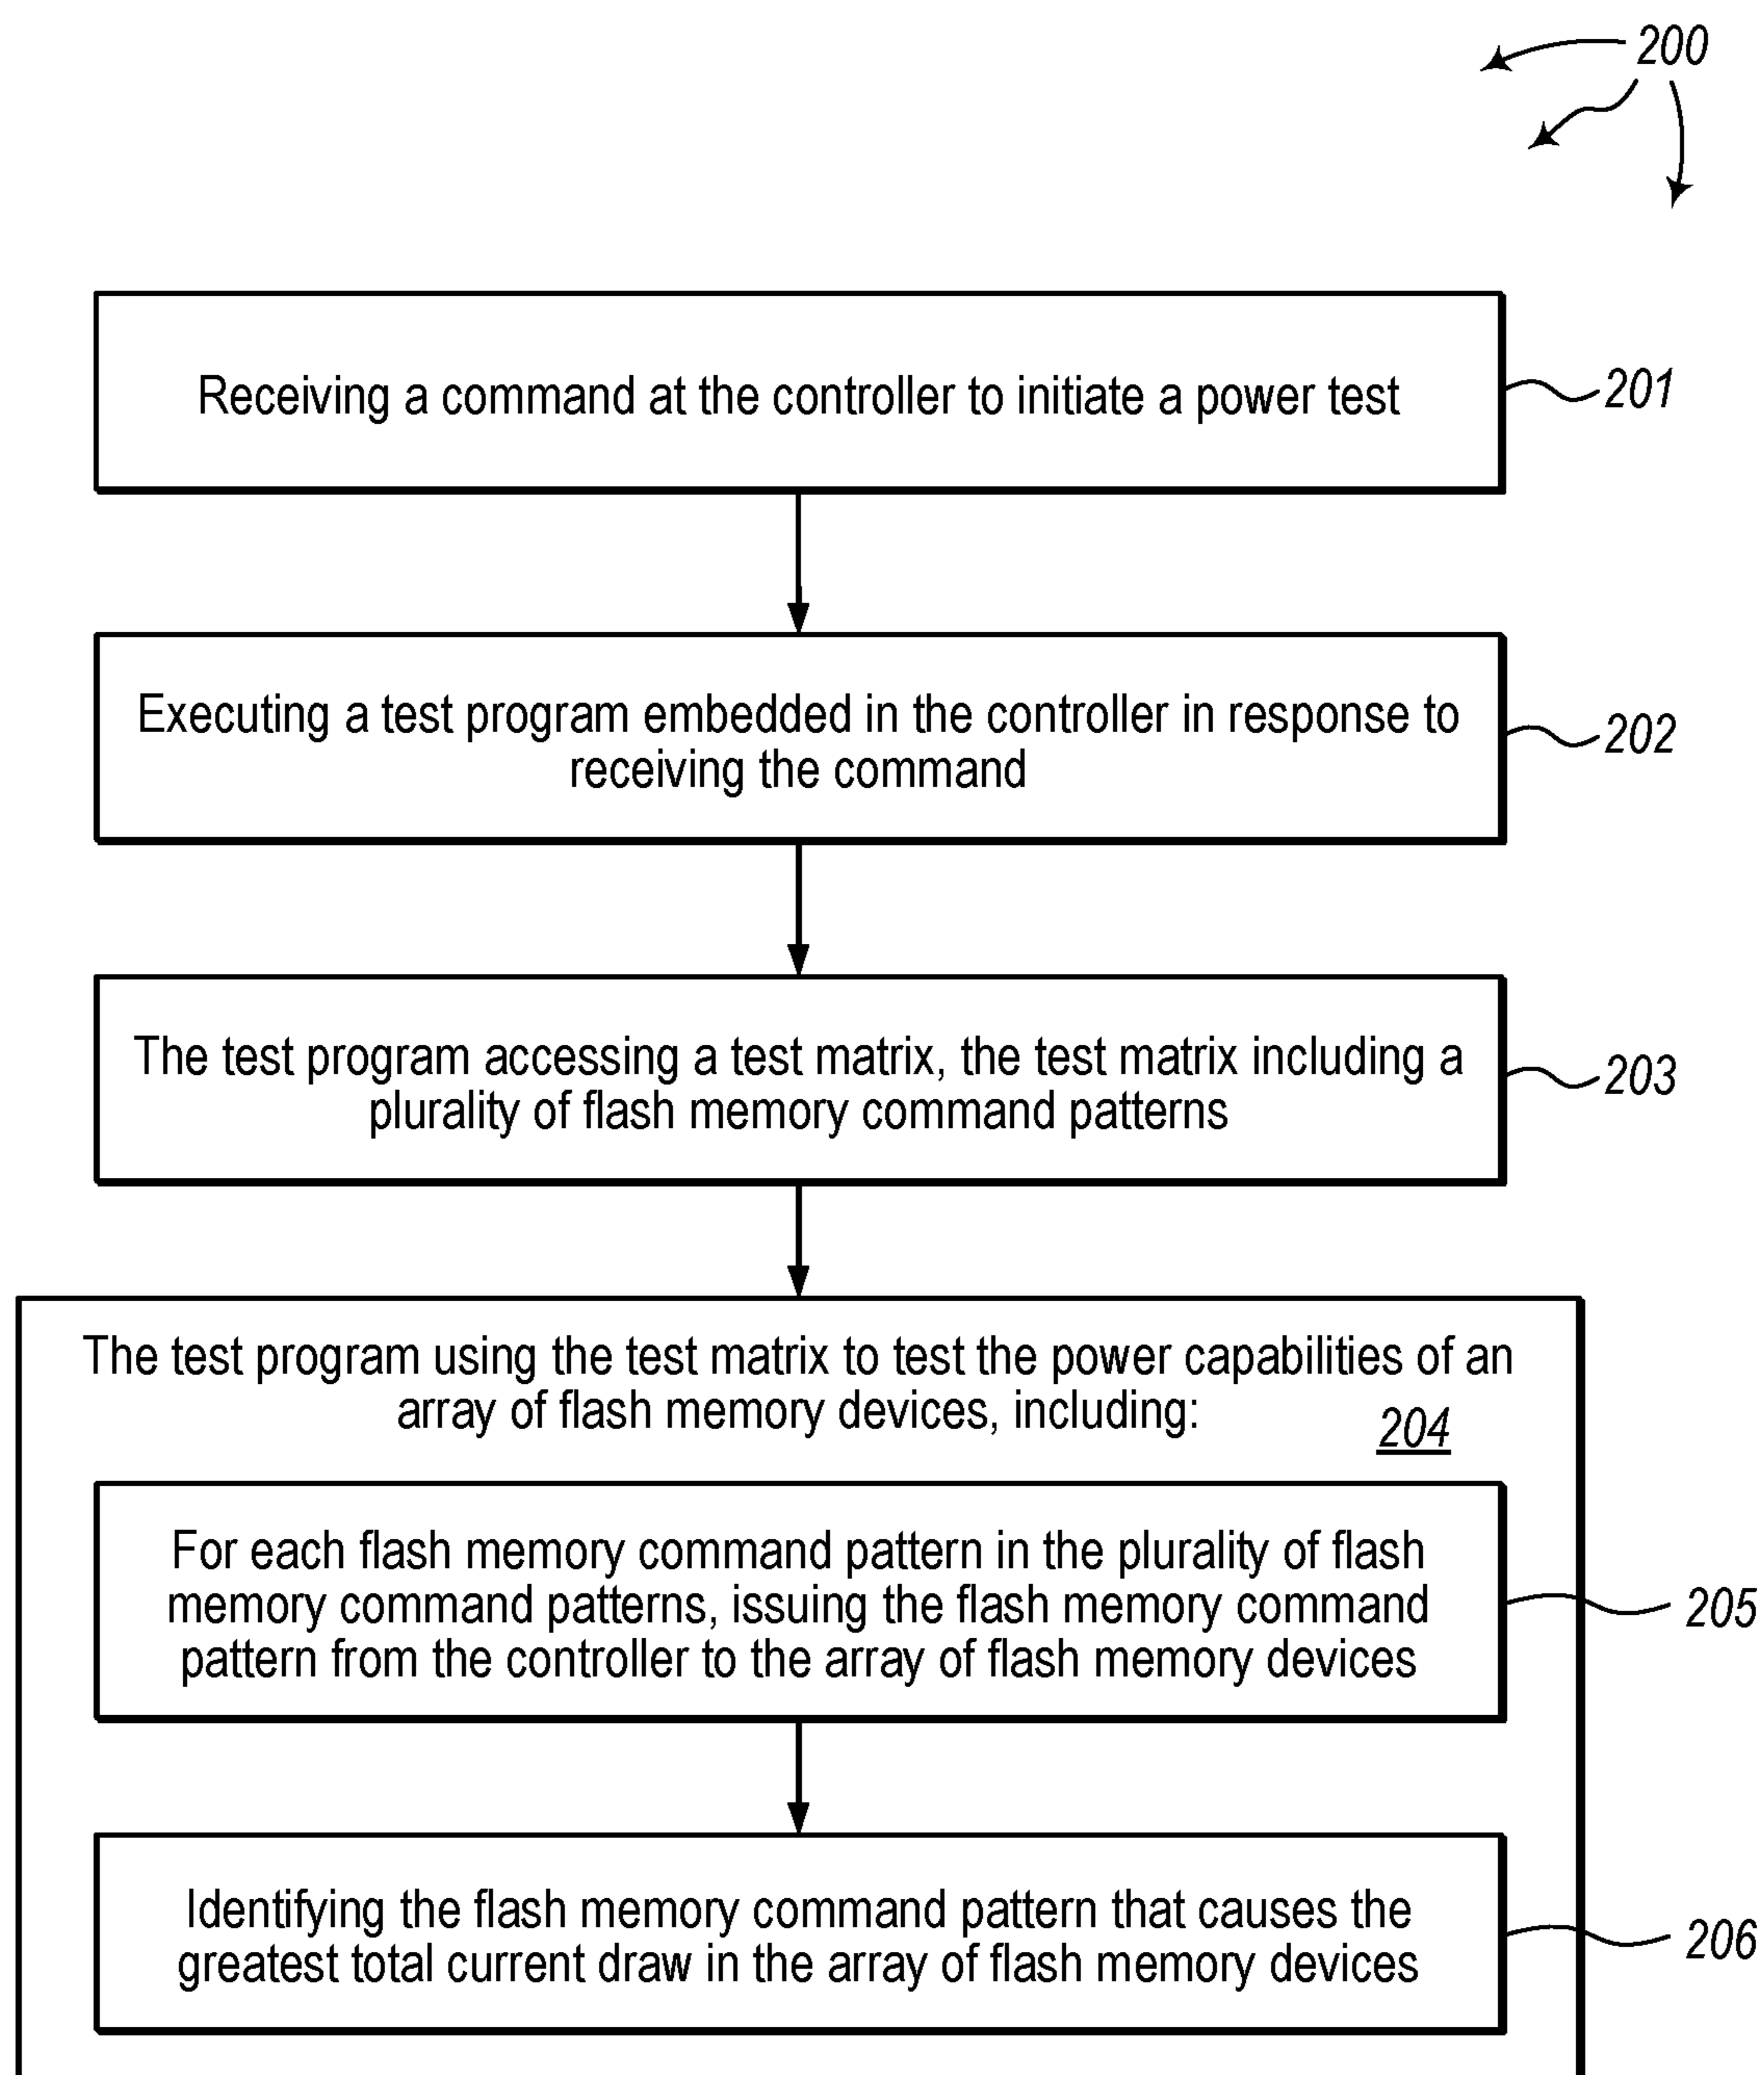 200
Receiving a command at the controller to initiate a power test
201
Executing a test program embedded in the controller in response to
receiving the command
202
The test program accessing a test matrix, the test matrix including a
plurality of flash memory command patterns
203
The test program using the test matrix to test the power capabilities of an
array of flash memory devices, including:
204
For each flash memory command pattern in the plurality of flash
memory command patterns, issuing the flash memory command
pattern from the controller to the array of flash memory devices
205
Identifying the flash memory command pattern that causes the
greatest total current draw in the array of flash memory devices
206